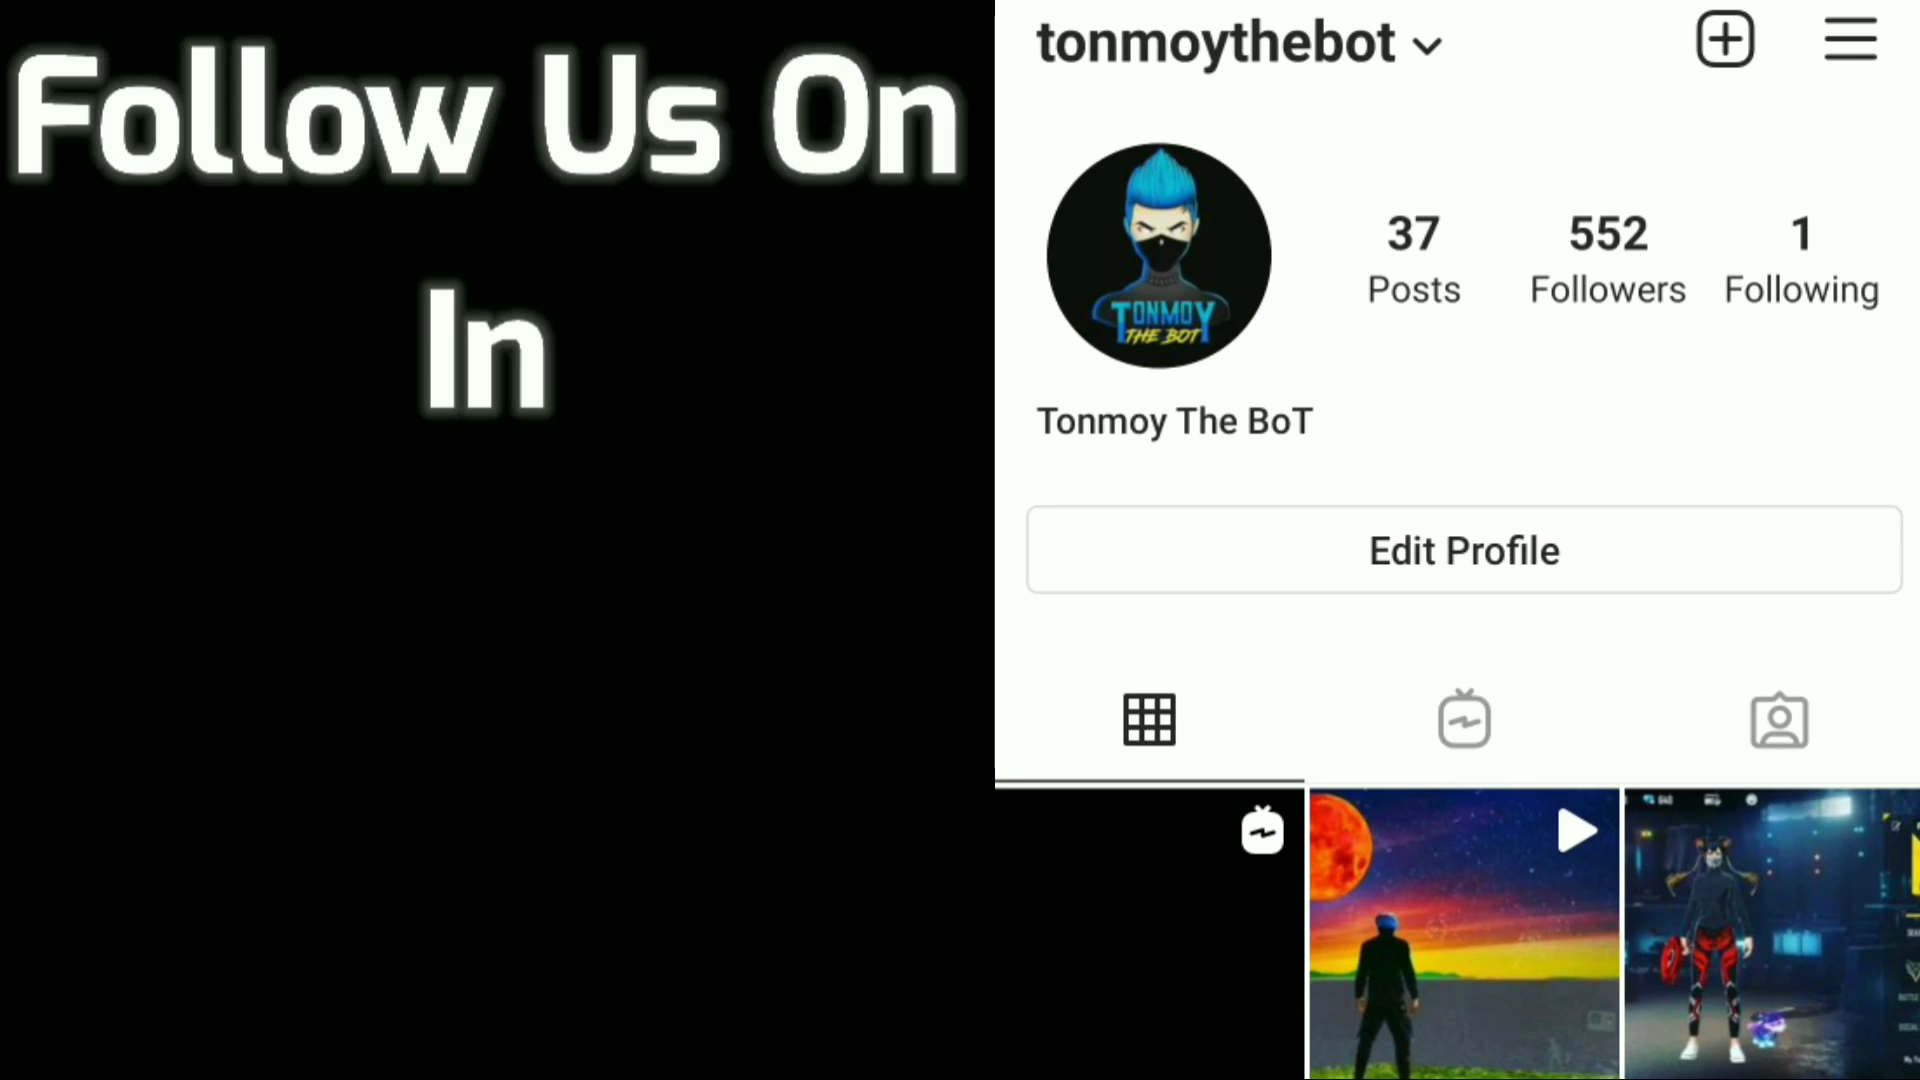 Follow Us On
In
tonmoythebot
37
Posts
552
Followers
1
Following
TONMOY
THE BOT
Tonmoy The BoT
Edit Profile